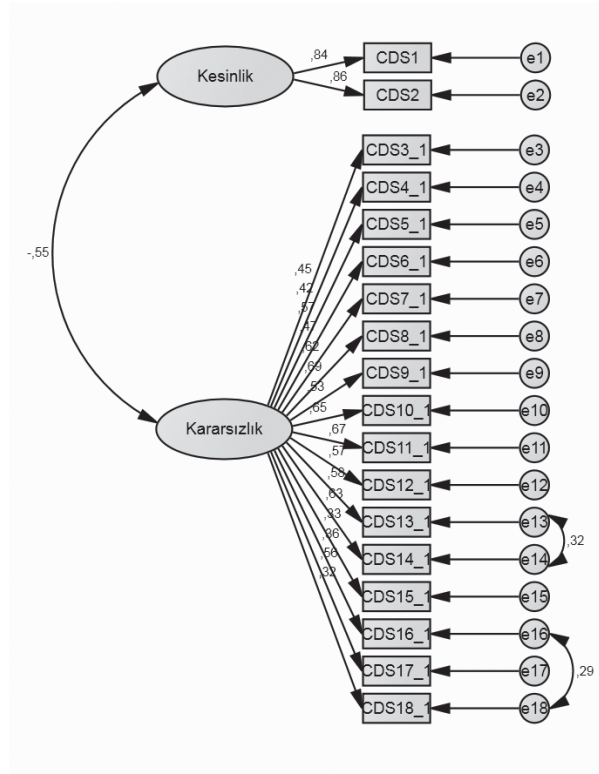 ,84
CDS1
e1
Kesinlik
,86
CDS2
e2
CDS3_1
e3
CDS4_1
e4
CDS5_1
e5
-,55
CDS6_1
e6
,45
,42
CDS7_1
e7
,57
,47
CDS8_1
e8
,62
,69
CDS9_1
e9
,53
,65
CDS10_1
e10
Kararsızlık
,67
CDS11_1
e11
,57
,58
CDS12_1
e12
,63
,33
CDS13_1
e13
,36
,32
,56
CDS14_1
e14
,32
CDS15_1
e15
CDS16_1
e16
,29
CDS17_1
e17
CDS18_1
e18